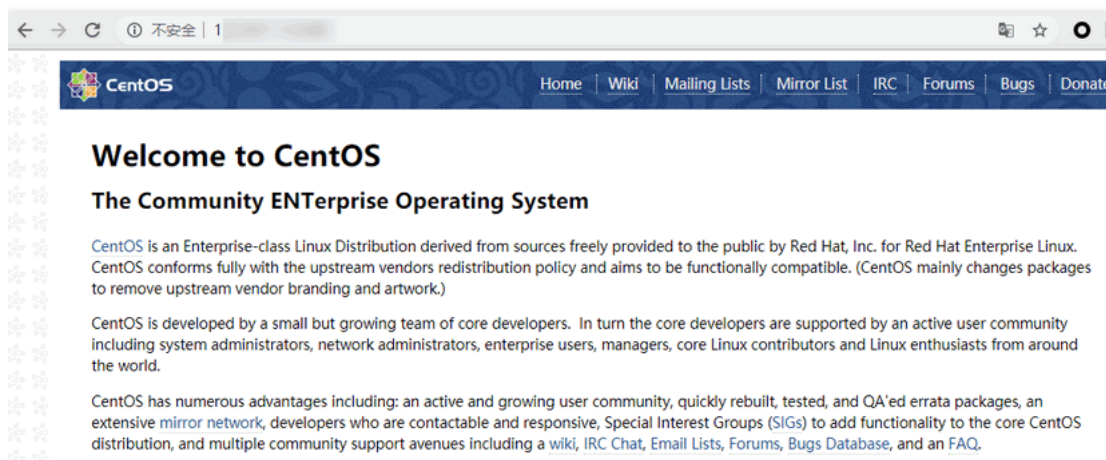 不安全 | 1
CentOS
Home Wiki Mailing Lists Mirror List IRC Forums Bugs Donate
Welcome to CentOS
The Community ENTerprise Operating System
CentOS is an Enterprise-class Linux Distribution derived from sources freely provided to the public by Red Hat, Inc. for Red Hat Enterprise Linux.
CentOS conforms fully with the upstream vendors redistribution policy and aims to be functionally compatible. (CentOS mainly changes packages
to remove upstream vendor branding and artwork.)
CentOS is developed by a small but growing team of core developers. In turn the core developers are supported by an active user community
including system administrators, network administrators, enterprise users, managers, core Linux contributors and Linux enthusiasts from around
the world.
CentOS has numerous advantages including: an active and growing user community, quickly rebuilt, tested, and QA'ed errata packages, an
extensive mirror network, developers who are contactable and responsive, Special Interest Groups (SIGs) to add functionality to the core CentOS
distribution, and multiple community support avenues including a wiki, IRC Chat, Email Lists, Forums, Bugs Database, and an FAQ.